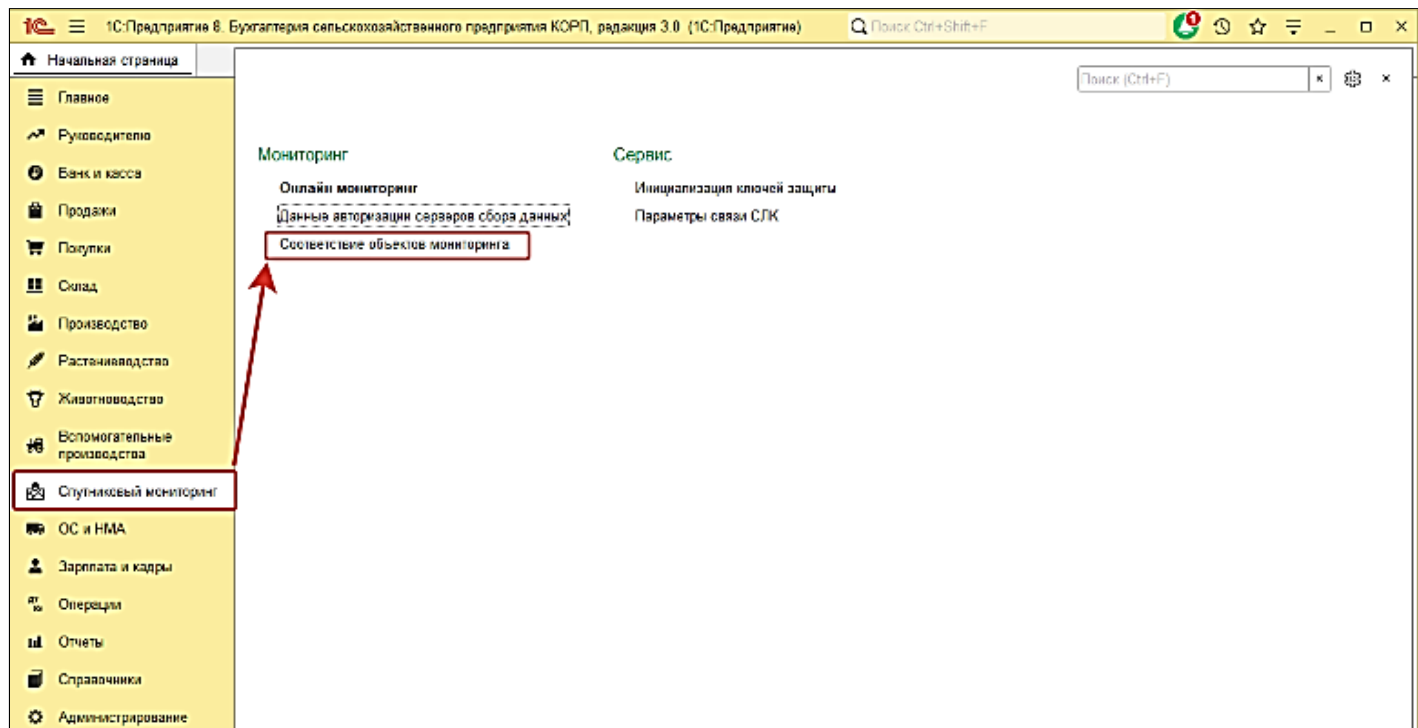 1С:Предприятие 8. Бухгалтерия сельскохозяйственного предприятия КОРП, редакция 3.0 (1С:Предприятие)
Поиск Ctrl+Shift+F
1
Начальная страница
Поиск (Ctrl+F)
Главное
Руководителю
Банк и касса
Продажи
Покупки
Склад
Производство
Растениеводство
Животноводство
Вспомогательные
производства
Спутниковый мониторинг
ОС и НМА
Зарплата и кадры
Операции
Отчеты
Справочники
Администрирование
Мониторинг
Онлайн мониторинг
Данные авторизации серверов сбора данных
Соответствие объектов мониторинга
Сервис
Инициализация ключей защиты
Параметры связи СЛК